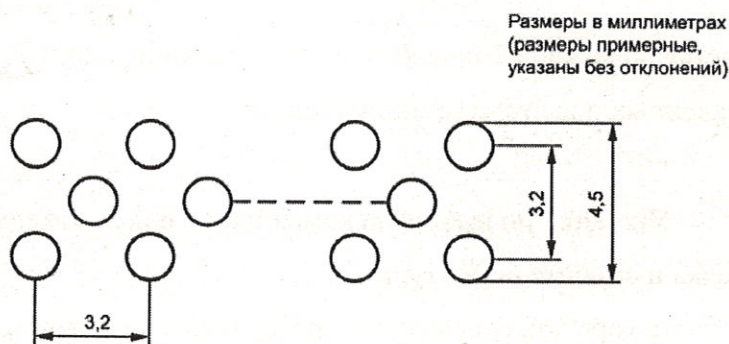 Размеры в миллиметрах
(размеры примерные,
указаны без отклонений)
3,2
4,5
3,2